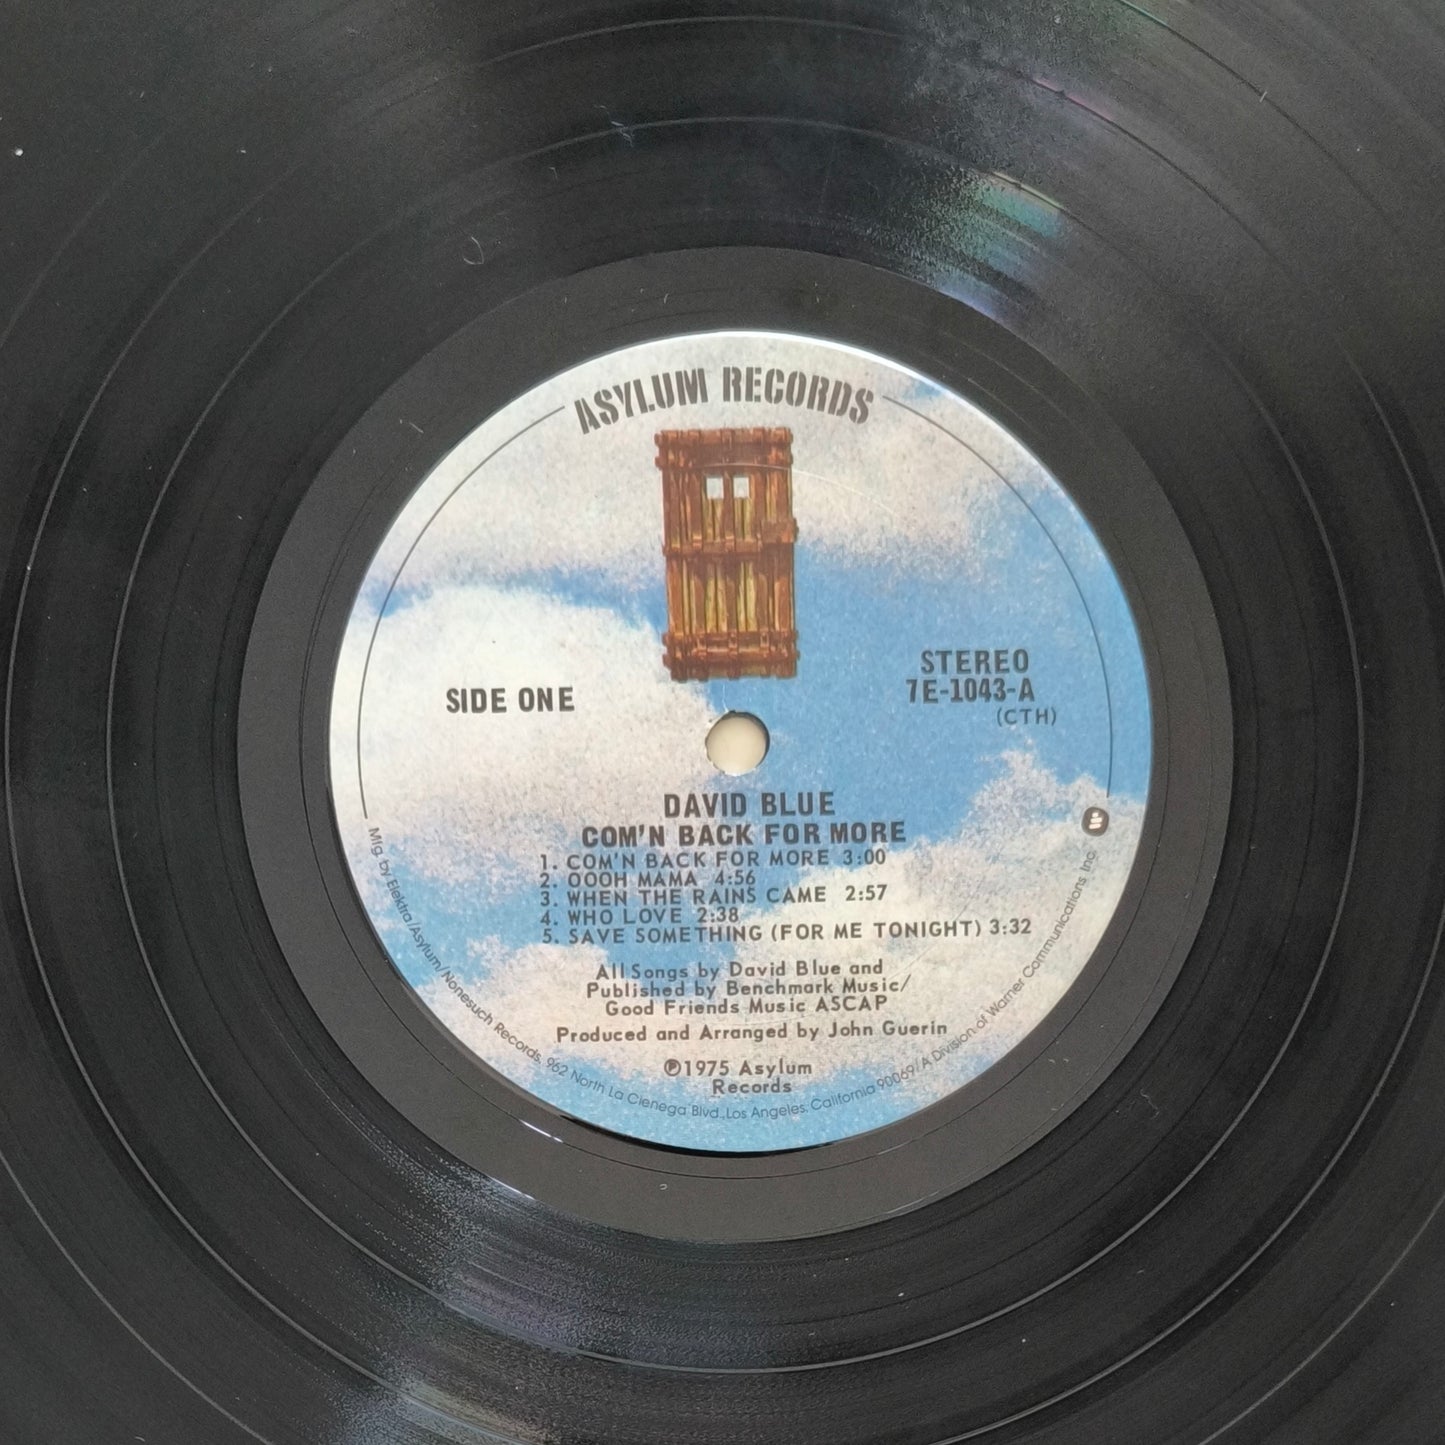 ASYLUM RECORDS
SIDE ONE
STEREO
7E-1043-A
(CTH)
DAVID BLUE
COM'N BACK FOR MORE
1. COM'N BACK FOR MORE 3:00
2. OOOH MAMA 4:56
3. WHEN THE RAINS CAME 2:57
4. WHO LOVE 2:38
5. SAVE SOMETHING (FOR ME TONIGHT) 3:32
All Songs by David Blue and
Published by Benchmark Music/
Good Friends Music ASCAP
Produced and Arranged by John Guerin
℗1975 Asylum
Records
Mfg. by Elektra/Asylum/Nonesuch Records, 962 North La Cienega Blvd., Los Angeles, California 90069/A Division of Warner Communications Inc.